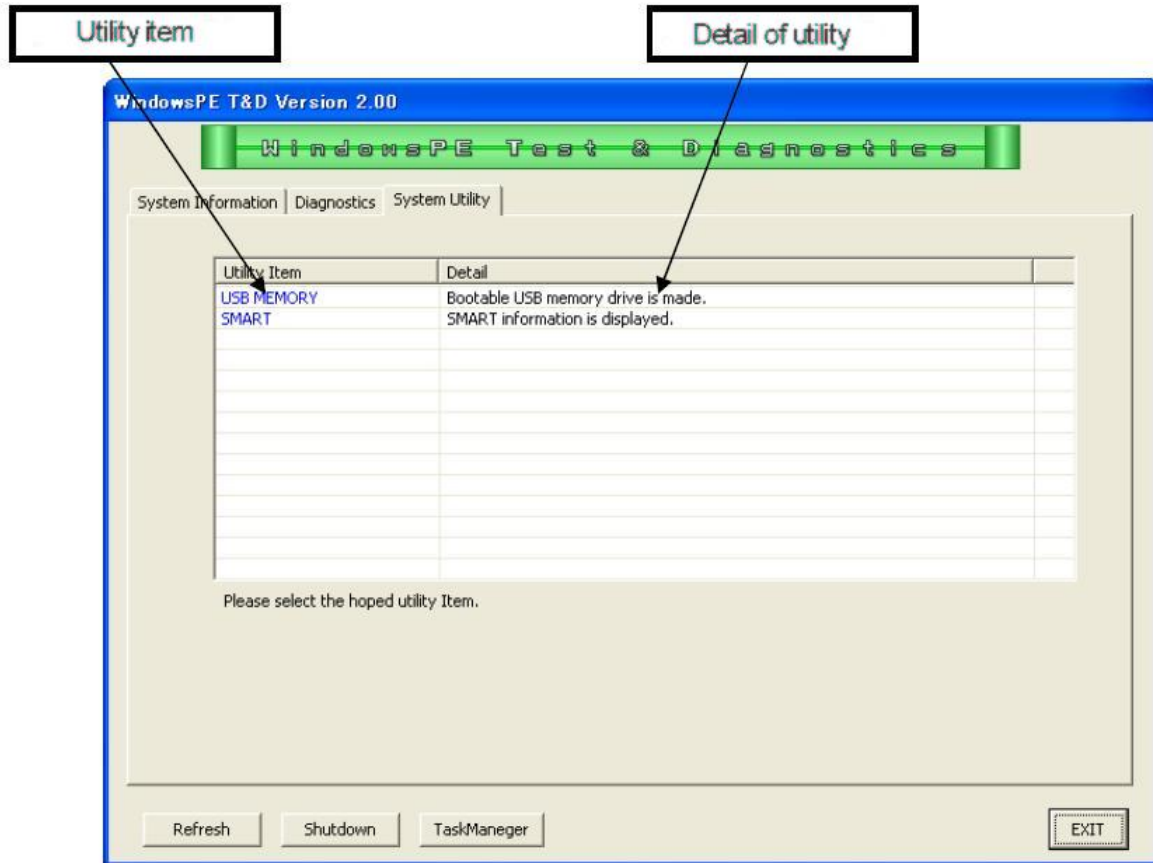 Utility item
Detail of utility
WindowsPE T&D Version 2.00
WindowsPE Test & Diagnostics
System Information Diagnostics System Utility
Utility Item Detail
USB MEMORY Bootable USB memory drive is made.
SMART SMART information is displayed.
Please select the hoped utility Item.
Refresh Shutdown TaskManeger EXIT